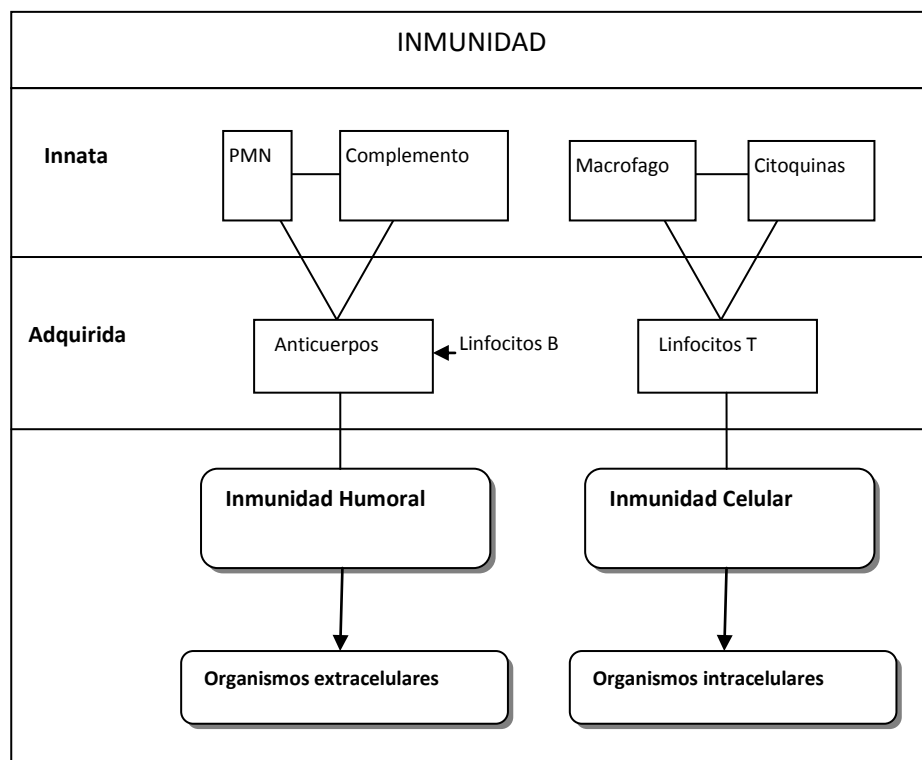 INMUNIDAD
Innata
PMN
Complemento
Macrofago
Citoquinas
Adquirida
Anticuerpos
Linfocitos B
Linfocitos T
Inmunidad Humoral
Inmunidad Celular
Organismos extracelulares
Organismos intracelulares